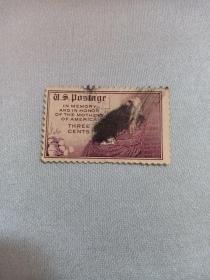 U.S. Postage
IN MEMORY
AND IN HONOR
OF THE MOTHERS
OF AMERICA
THREE
CENTS